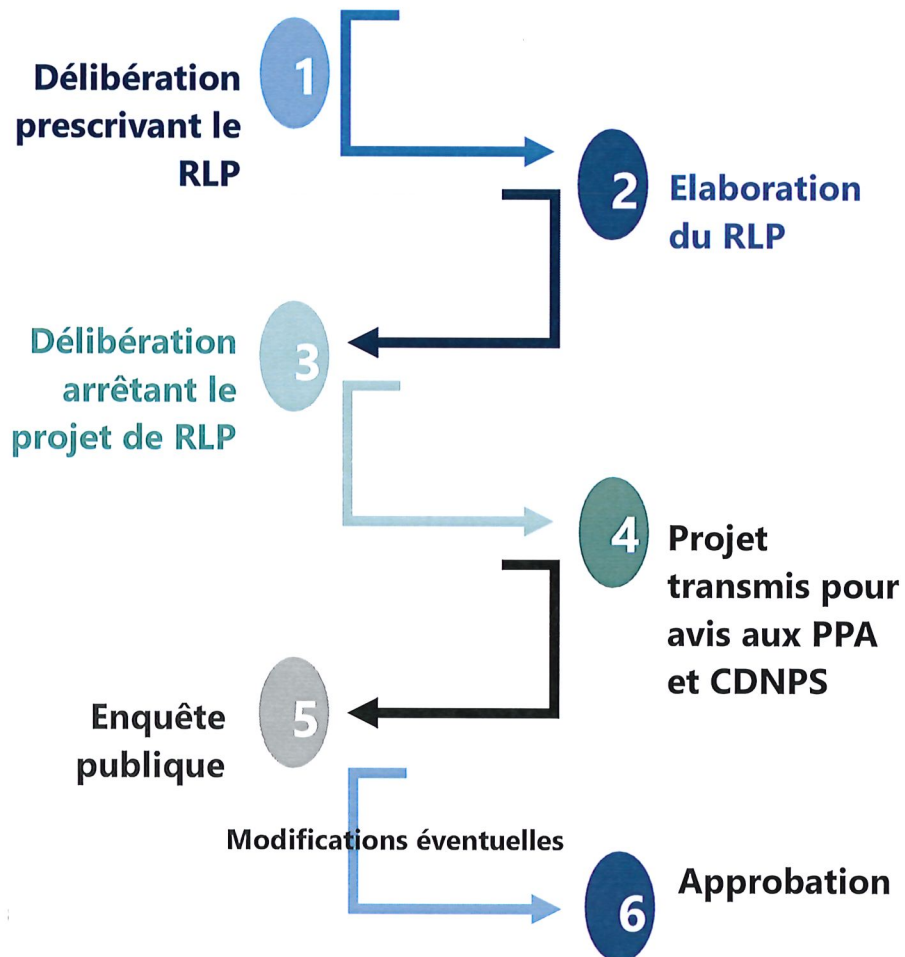 1
Délibération
prescrivant le
RLP
2
Elaboration
du RLP
3
Délibération
arrêtant le
projet de RLP
4
Projet
transmis pour
avis aux PPA
et CDNPS
5
Enquête
publique
Modifications éventuelles
6
Approbation